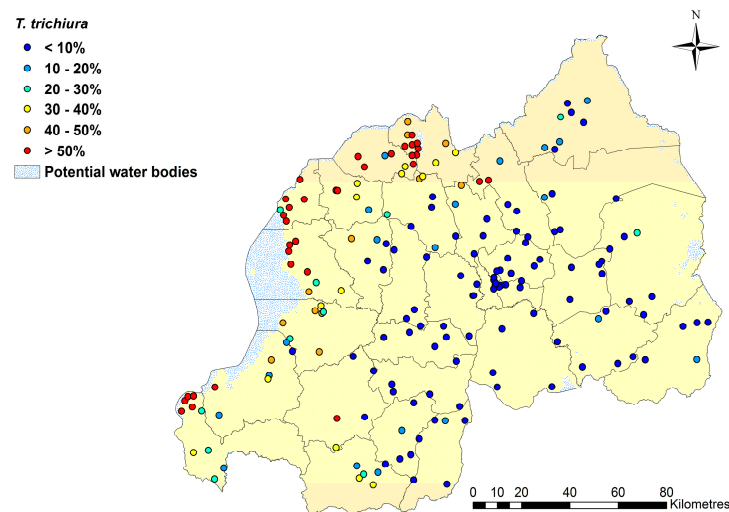 T. trichiura
< 10%
10 - 20%
20 - 30%
30 - 40%
40 - 50%
> 50%
Potential water bodies
N
0 10 20 40 60 80
Kilometres